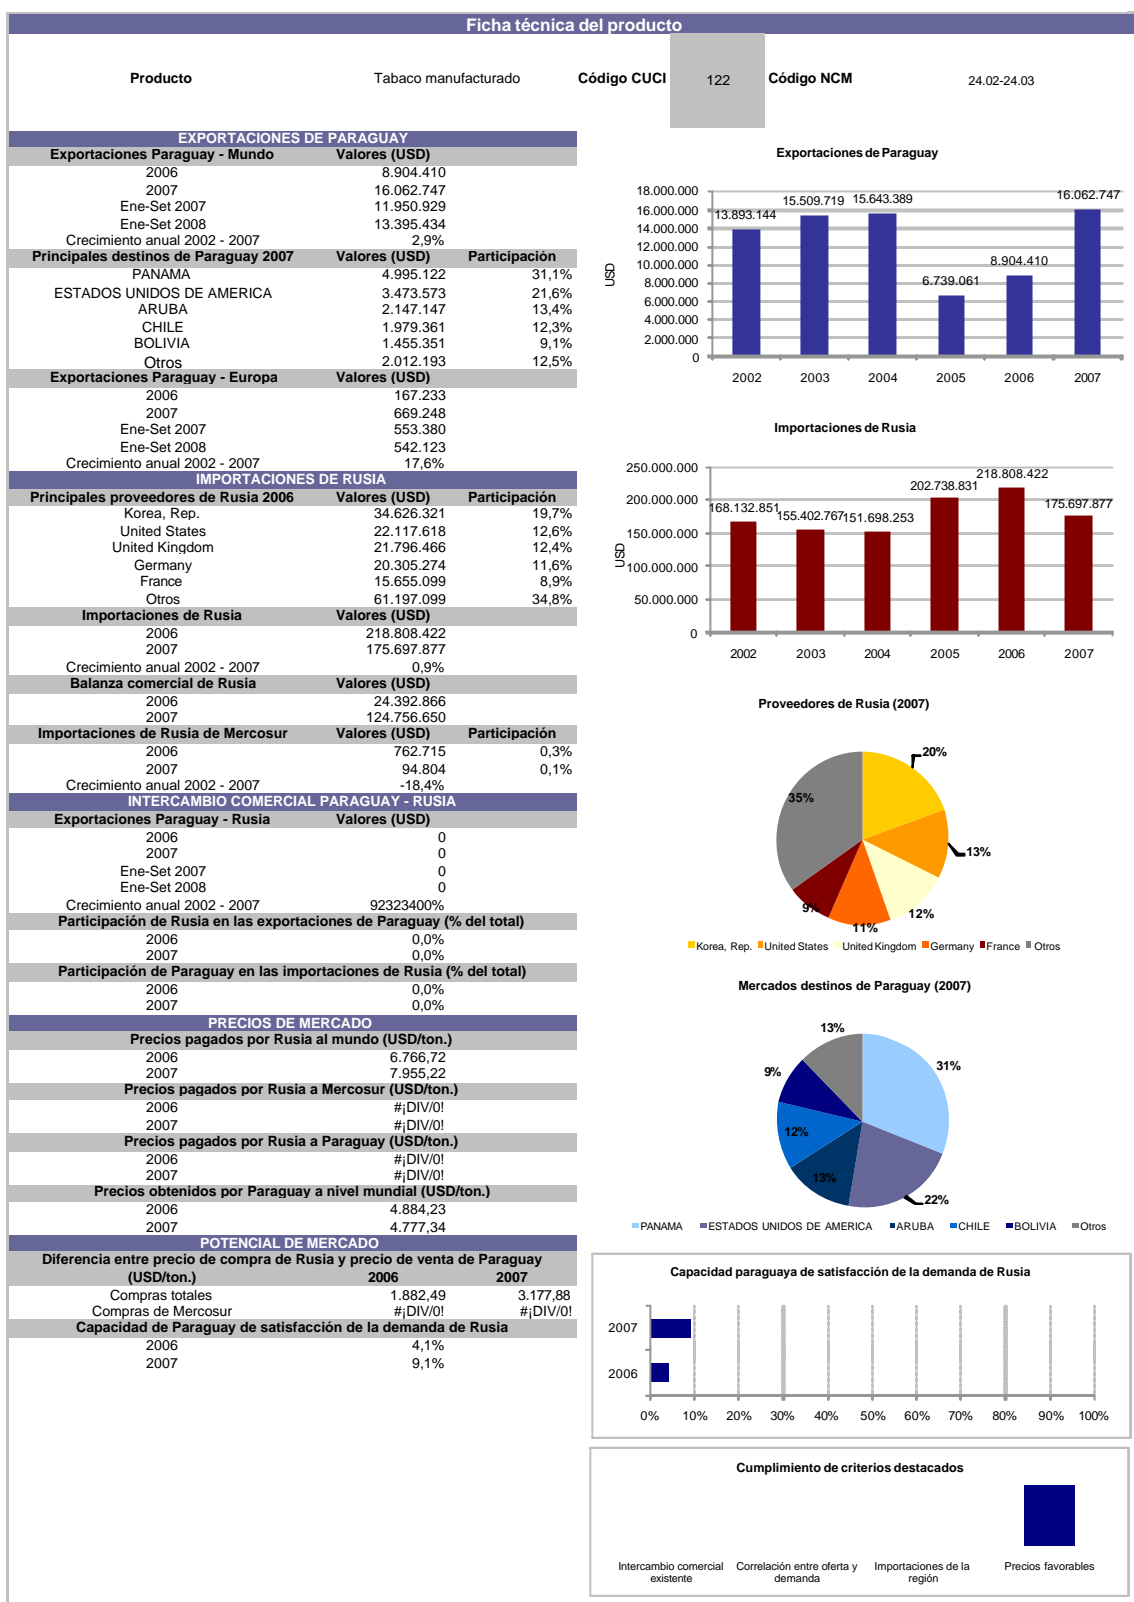 Ficha técnica del producto
Producto Tabaco manufacturado Código CUCI 122 Código NCM 24.02-24.03
EXPORTACIONES DE PARAGUAY
Exportaciones Paraguay - Mundo Valores (USD)
2006 8.904.410
2007 16.062.747
Ene-Set 2007 11.950.929
Ene-Set 2008 13.395.434
Crecimiento anual 2002 - 2007 2,9%
Principales destinos de Paraguay 2007 Valores (USD) Participación
PANAMA 4.995.122 31,1%
ESTADOS UNIDOS DE AMERICA 3.473.573 21,6%
ARUBA 2.147.147 13,4%
CHILE 1.979.361 12,3%
BOLIVIA 1.455.351 9,1%
Otros 2.012.193 12,5%
Exportaciones Paraguay - Europa Valores (USD)
2006 167.233
2007 669.248
Ene-Set 2007 553.380
Ene-Set 2008 542.123
Crecimiento anual 2002 - 2007 17,6%
IMPORTACIONES DE RUSIA
Principales proveedores de Rusia 2006 Valores (USD) Participación
Korea, Rep. 34.626.321 19,7%
United States 22.117.618 12,6%
United Kingdom 21.796.466 12,4%
Germany 20.305.274 11,6%
France 15.655.099 8,9%
Otros 61.197.099 34,8%
Importaciones de Rusia Valores (USD)
2006 218.808.422
2007 175.697.877
Crecimiento anual 2002 - 2007 0,9%
Balanza comercial de Rusia Valores (USD)
2006 24.392.866
2007 124.756.650
Importaciones de Rusia de Mercosur Valores (USD) Participación
2006 762.715 0,3%
2007 94.804 0,1%
Crecimiento anual 2002 - 2007 -18,4%
INTERCAMBIO COMERCIAL PARAGUAY - RUSIA
Exportaciones Paraguay - Rusia Valores (USD)
2006 0
2007 0
Ene-Set 2007 0
Ene-Set 2008 0
Crecimiento anual 2002 - 2007 92323400%
Participación de Rusia en las exportaciones de Paraguay (% del total)
2006 0,0%
2007 0,0%
Participación de Paraguay en las importaciones de Rusia (% del total)
2006 0,0%
2007 0,0%
PRECIOS DE MERCADO
Precios pagados por Rusia al mundo (USD/ton.)
2006 6.766,72
2007 7.955,22
Precios pagados por Rusia a Mercosur (USD/ton.)
2006 #¡DIV/0!
2007 #¡DIV/0!
Precios pagados por Rusia a Paraguay (USD/ton.)
2006 #¡DIV/0!
2007 #¡DIV/0!
Precios obtenidos por Paraguay a nivel mundial (USD/ton.)
2006 4.884,23
2007 4.777,34
POTENCIAL DE MERCADO
Diferencia entre precio de compra de Rusia y precio de venta de Paraguay
(USD/ton.) 2006 2007
Compras totales 1.882,49 3.177,88
Compras de Mercosur #¡DIV/0! #¡DIV/0!
Capacidad de Paraguay de satisfacción de la demanda de Rusia
2006 4,1%
2007 9,1%
Exportaciones de Paraguay
USD
18.000.000
16.000.000
14.000.000
12.000.000
10.000.000
8.000.000
6.000.000
4.000.000
2.000.000
0
13.893.144 15.509.719 15.643.389 6.739.061 8.904.410 16.062.747
2002 2003 2004 2005 2006 2007
Importaciones de Rusia
USD
250.000.000
200.000.000
150.000.000
100.000.000
50.000.000
0
168.132.851 155.402.767 151.698.253 202.738.831 218.808.422 175.697.877
2002 2003 2004 2005 2006 2007
Proveedores de Rusia (2007)
20%
13%
12%
11%
9%
35%
Korea, Rep. United States United Kingdom Germany France Otros
Mercados destinos de Paraguay (2007)
31%
22%
13%
12%
9%
13%
PANAMA ESTADOS UNIDOS DE AMERICA ARUBA CHILE BOLIVIA Otros
Capacidad paraguaya de satisfacción de la demanda de Rusia
2007
2006
0% 10% 20% 30% 40% 50% 60% 70% 80% 90% 100%
Cumplimiento de criterios destacados
Intercambio comercial existente
Correlación entre oferta y demanda
Importaciones de la región
Precios favorables